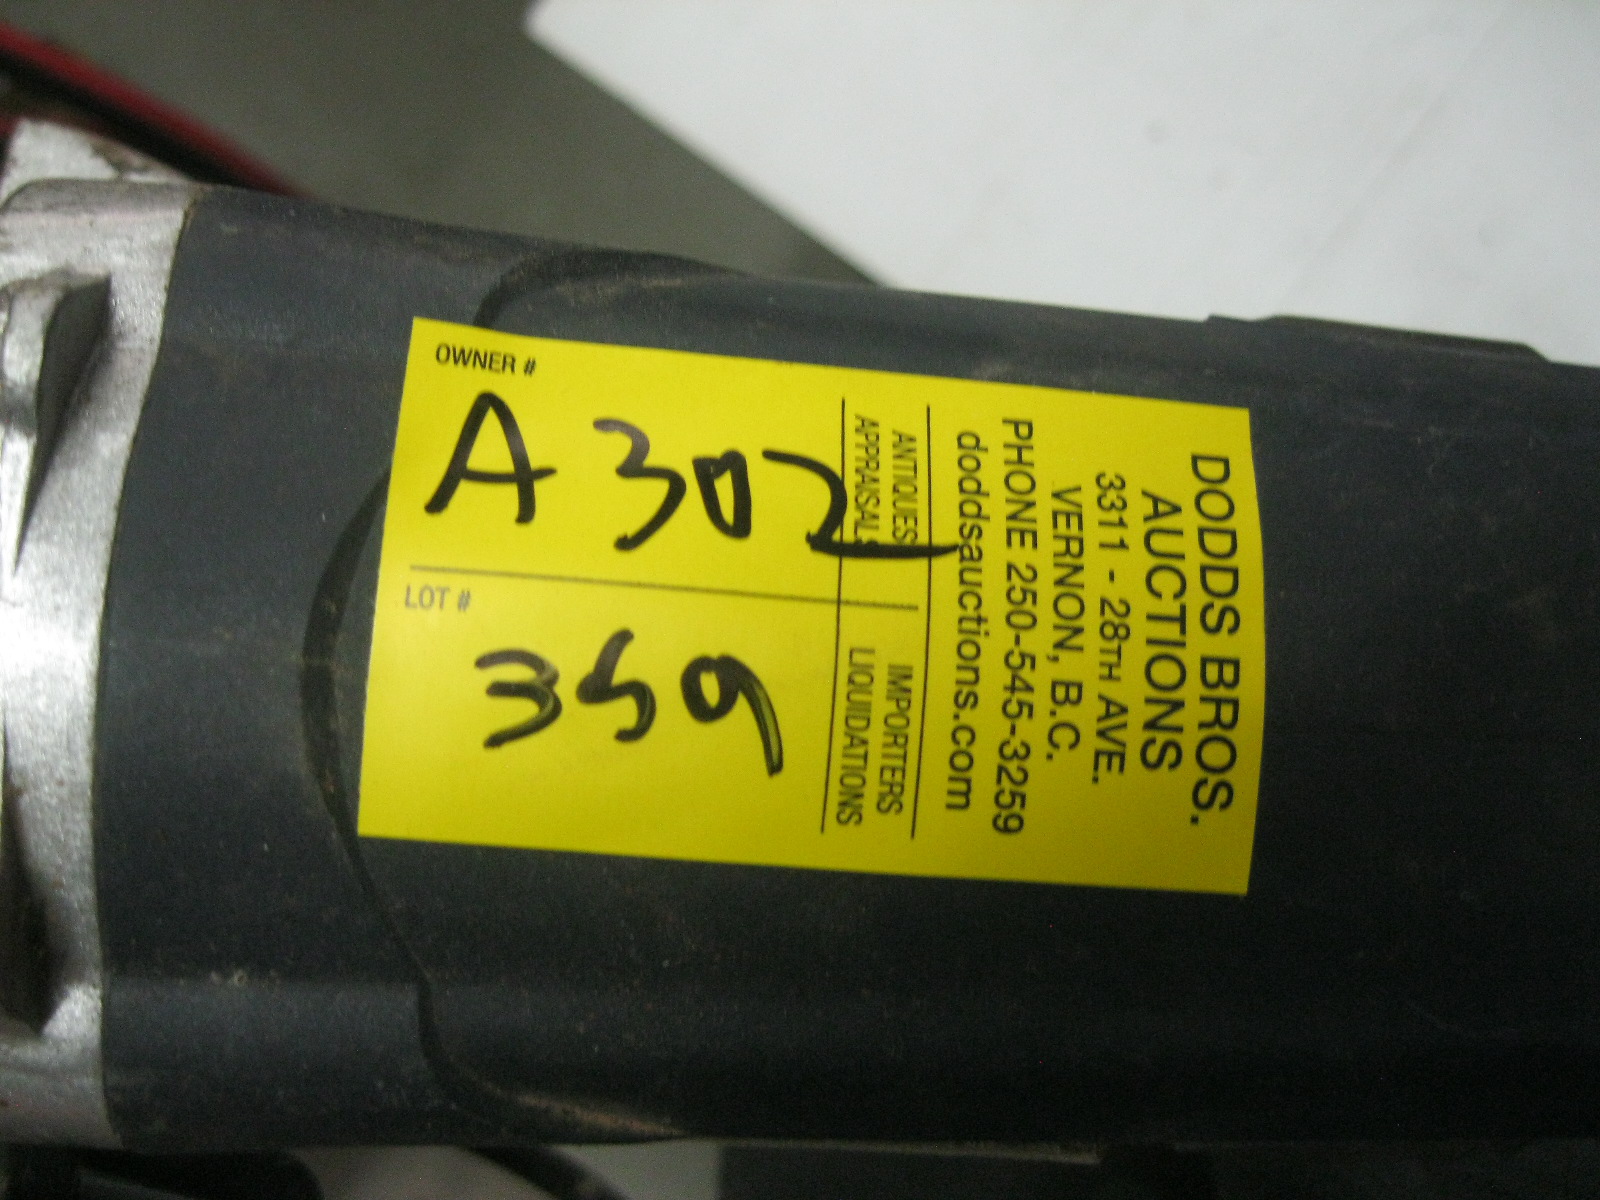 DODDS BROS.
AUCTIONS
3311 - 28TH AVE.
VERNON, B.C.
PHONE 250-545-3259
doddsauctions.com
ANTIQUES IMPORTERS
APPRAISALS LIQUIDATIONS
OWNER #
A302
LOT #
359